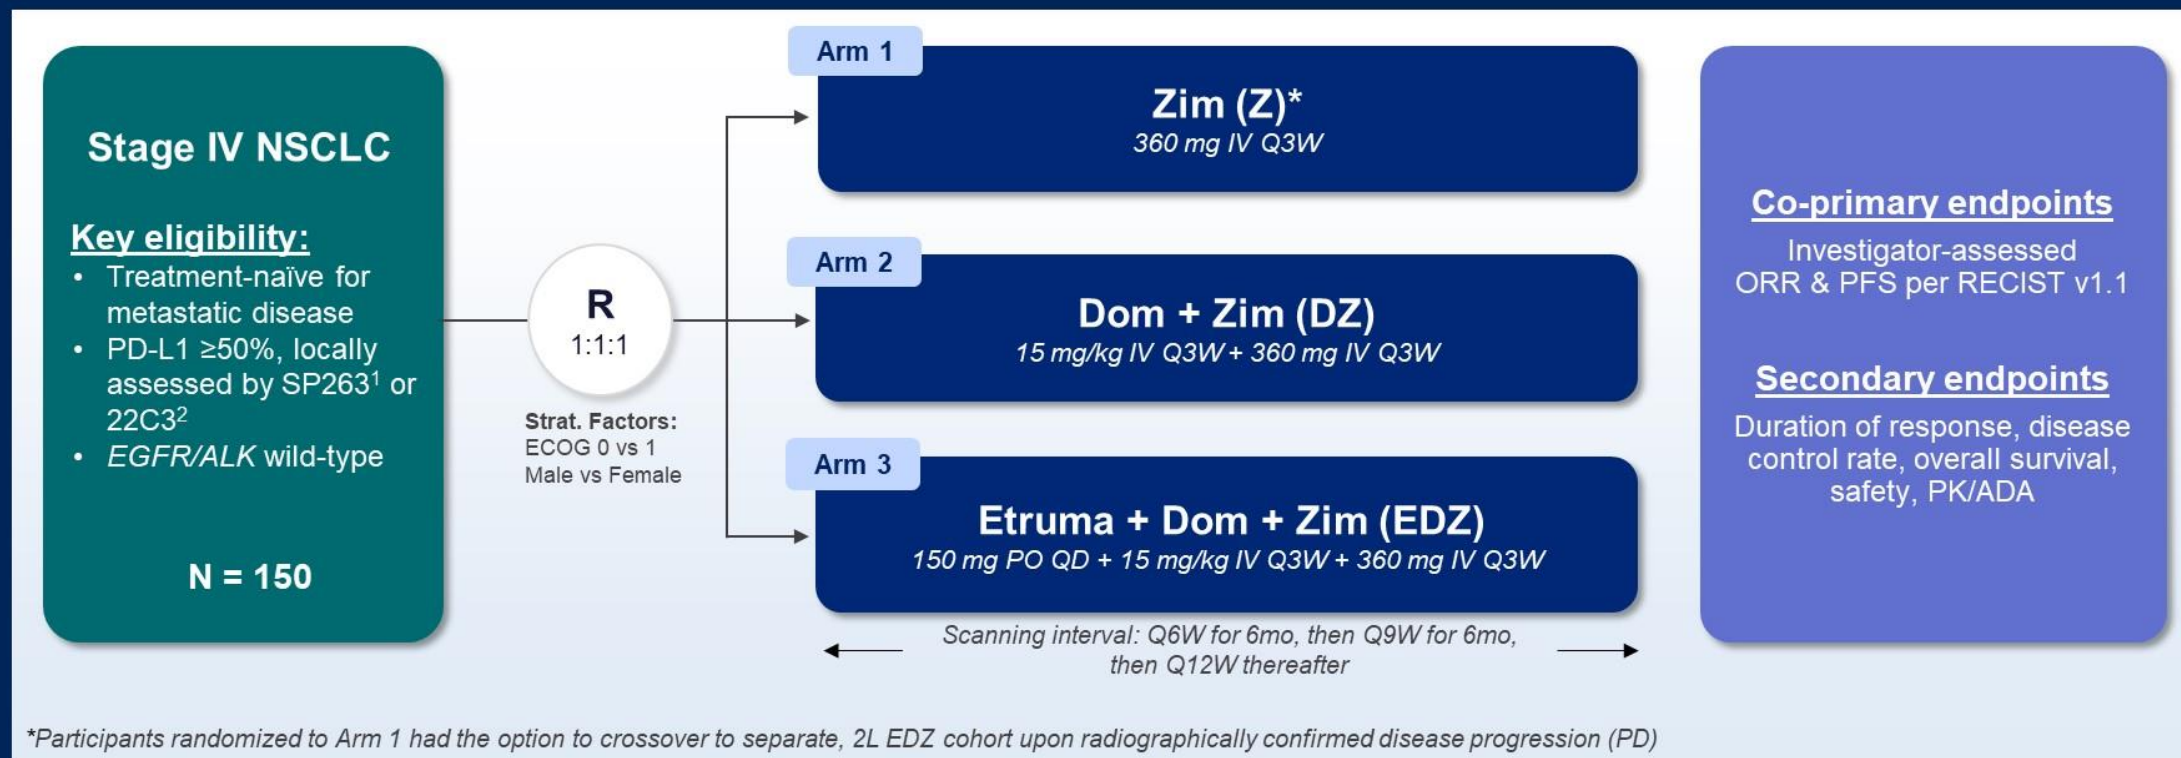 Stage IV NSCLC
Key eligibility:
• Treatment-naïve for
metastatic disease
• PD-L1 ≥50%, locally
assessed by SP263¹ or
22C3²
• EGFR/ALK wild-type
N = 150
R
1:1:1
Strat. Factors:
ECOG 0 vs 1
Male vs Female
Arm 1
Zim (Z)*
360 mg IV Q3W
Arm 2
Dom + Zim (DZ)
15 mg/kg IV Q3W + 360 mg IV Q3W
Arm 3
Etruma + Dom + Zim (EDZ)
150 mg PO QD + 15 mg/kg IV Q3W + 360 mg IV Q3W
Scanning interval: Q6W for 6mo, then Q9W for 6mo,
then Q12W thereafter
Co-primary endpoints
Investigator-assessed
ORR & PFS per RECIST v1.1
Secondary endpoints
Duration of response, disease
control rate, overall survival,
safety, PK/ADA
*Participants randomized to Arm 1 had the option to crossover to separate, 2L EDZ cohort upon radiographically confirmed disease progression (PD)